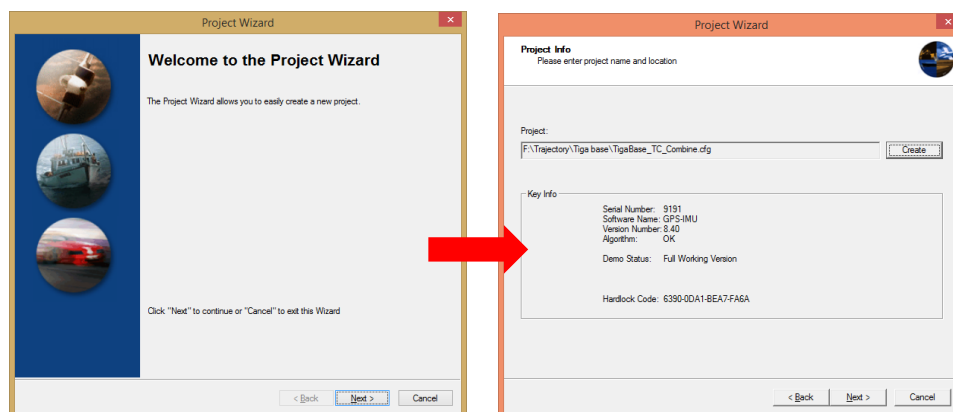 Project Wizard
Welcome to the Project Wizard
The Project Wizard allows you to easily create a new project.
Click "Next" to continue or "Cancel" to exit this Wizard
< Back
Next >
Cancel
Project Wizard
Project Info
Please enter project name and location
Project:
F:\Trajectory\Tiga base\TigaBase_TC_Combine.cfg
Create
Key Info
Serial Number: 9191
Software Name: GPS-IMU
Version Number: 8.40
Algorithm: OK
Demo Status: Full Working Version
Hardlock Code: 6390-0DA1-BEA7-FA6A
< Back
Next >
Cancel